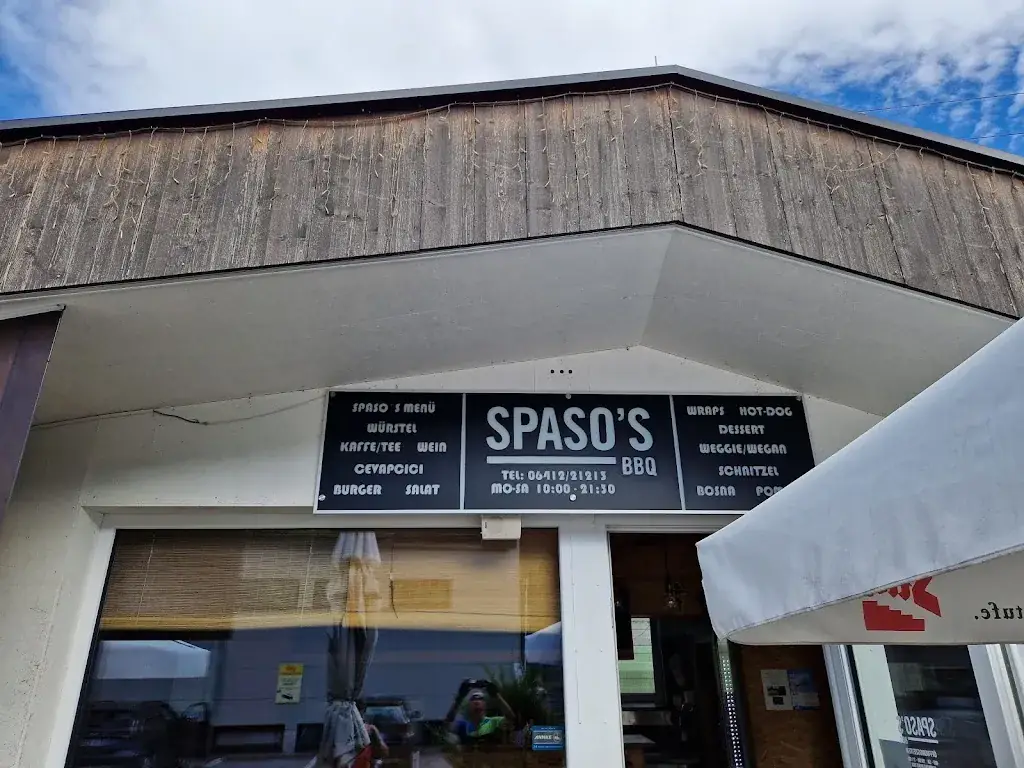 SPASO´S MENÜ
WÜRSTEL
KAFFE/TEE WEIN
CEVAPCICI
BURGER SALAT
SPASO'S
BBQ
TEL: 06412/21213
MO-SA 10:00 - 21:30
WRAPS HOT-DOG
DESSERT
WEGGIE/WEGAN
SCHNITZEL
BOSNA
SPASO'S